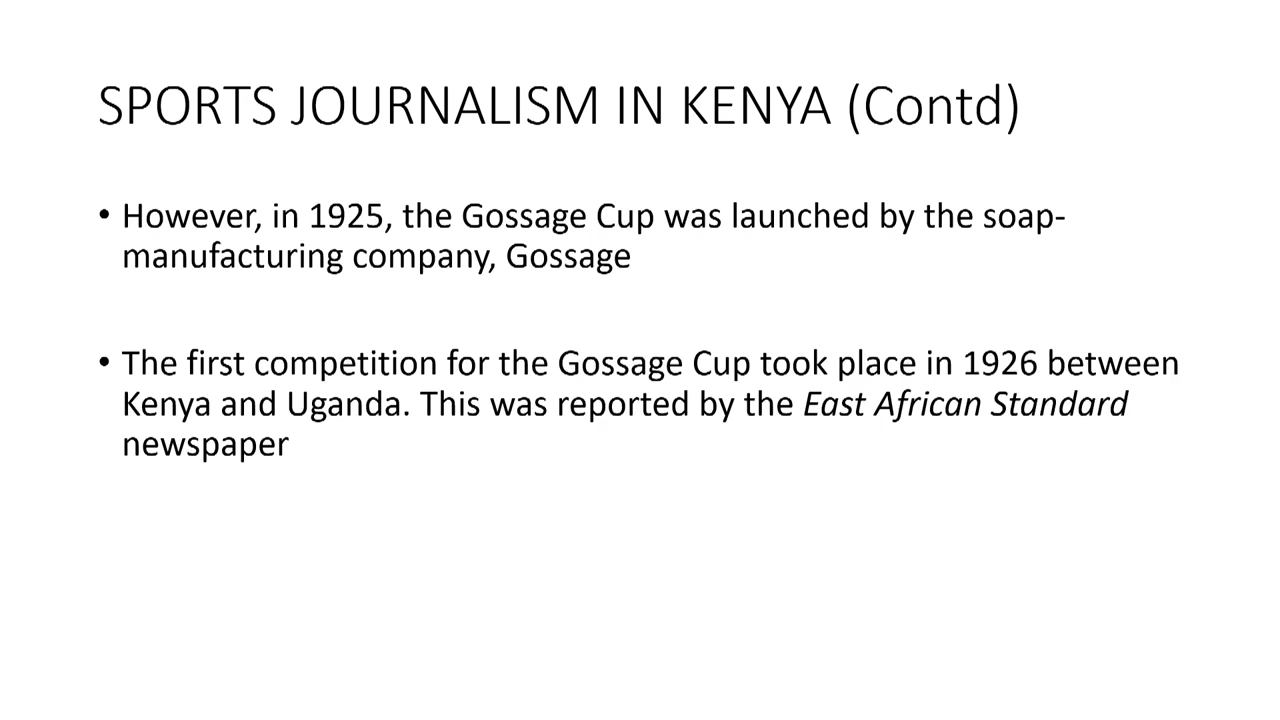 SPORTS JOURNALISM IN KENYA (Contd)
• However, in 1925, the Gossage Cup was launched by the soap-
manufacturing company, Gossage
• The first competition for the Gossage Cup took place in 1926 between
Kenya and Uganda. This was reported by the East African Standard
newspaper